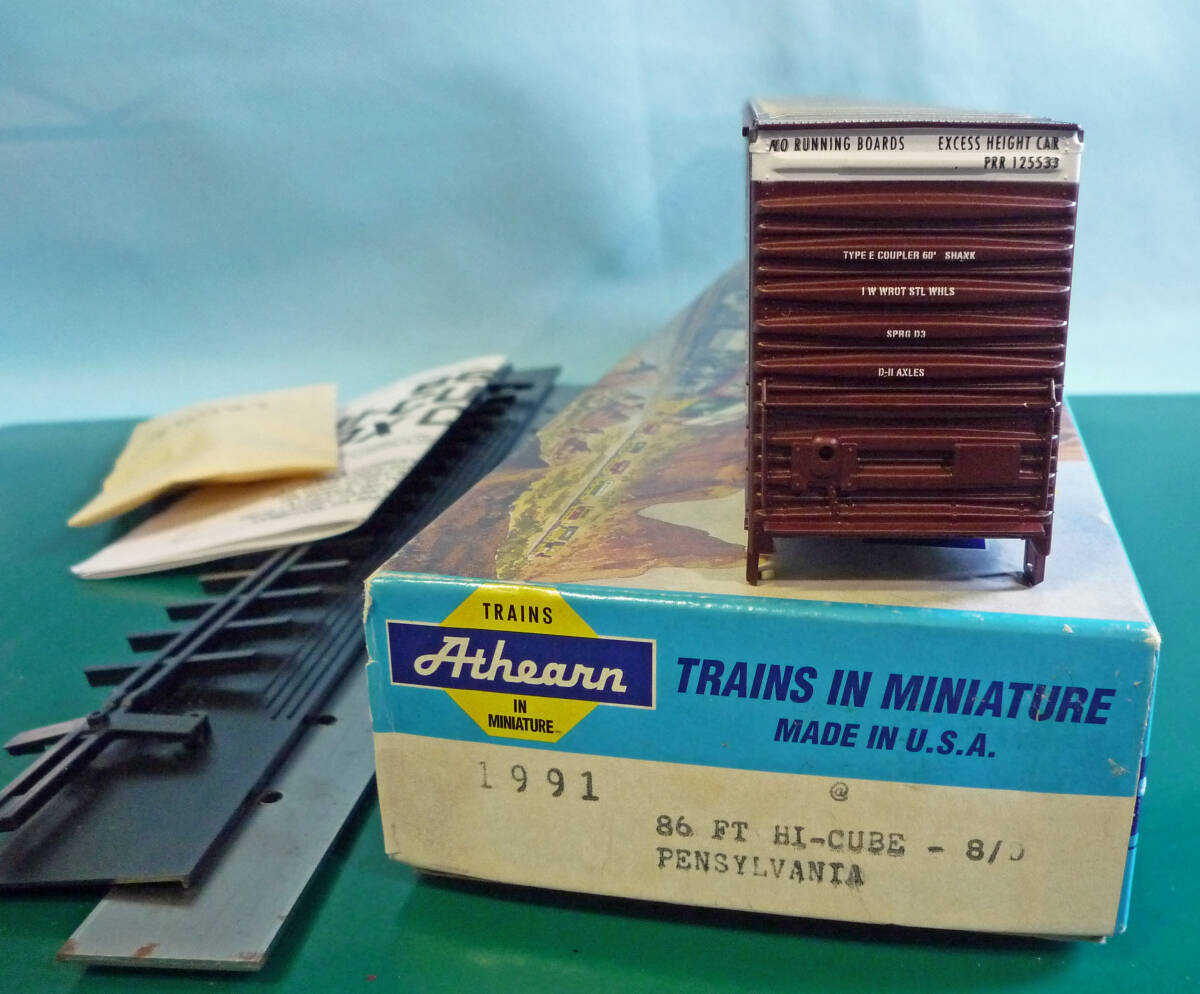 NO RUNNING BOARDS EXCESS HEIGHT CAR
PRR 125533
TYPE E COUPLER 60" SHANK
1 W WROT STL WHLS
SPRG D3
D-11 AXLES
TRAINS
Athearn
IN
MINIATURE
TRAINS IN MINIATURE
MADE IN U.S.A.
1991 @
86 FT HI-CUBE - 8/D
PENSYLVANIA